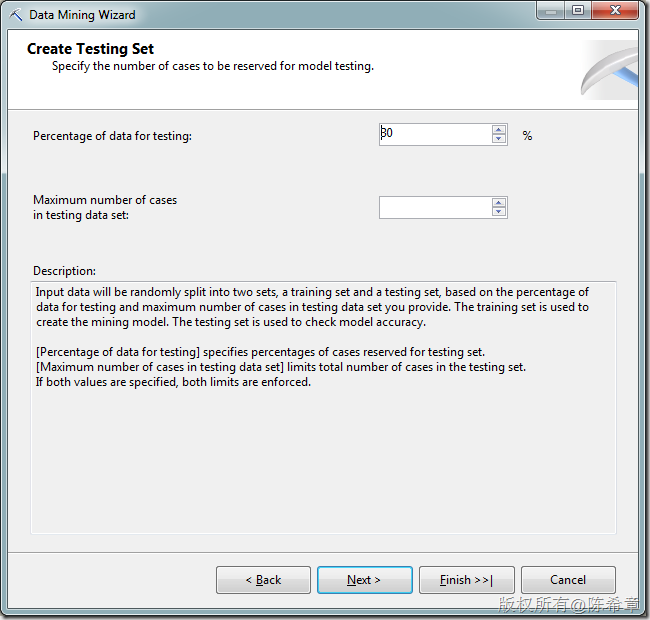 Data Mining Wizard
Create Testing Set
Specify the number of cases to be reserved for model testing.
Percentage of data for testing:
30
%
Maximum number of cases
in testing data set:
Description:
Input data will be randomly split into two sets, a training set and a testing set, based on the percentage of
data for testing and maximum number of cases in testing data set you provide. The training set is used to
create the mining model. The testing set is used to check model accuracy.
[Percentage of data for testing] specifies percentages of cases reserved for testing set.
[Maximum number of cases in testing data set] limits total number of cases in the testing set.
If both values are specified, both limits are enforced.
< Back
Next >
Finish >>|
Cancel
版权所有@陈希章